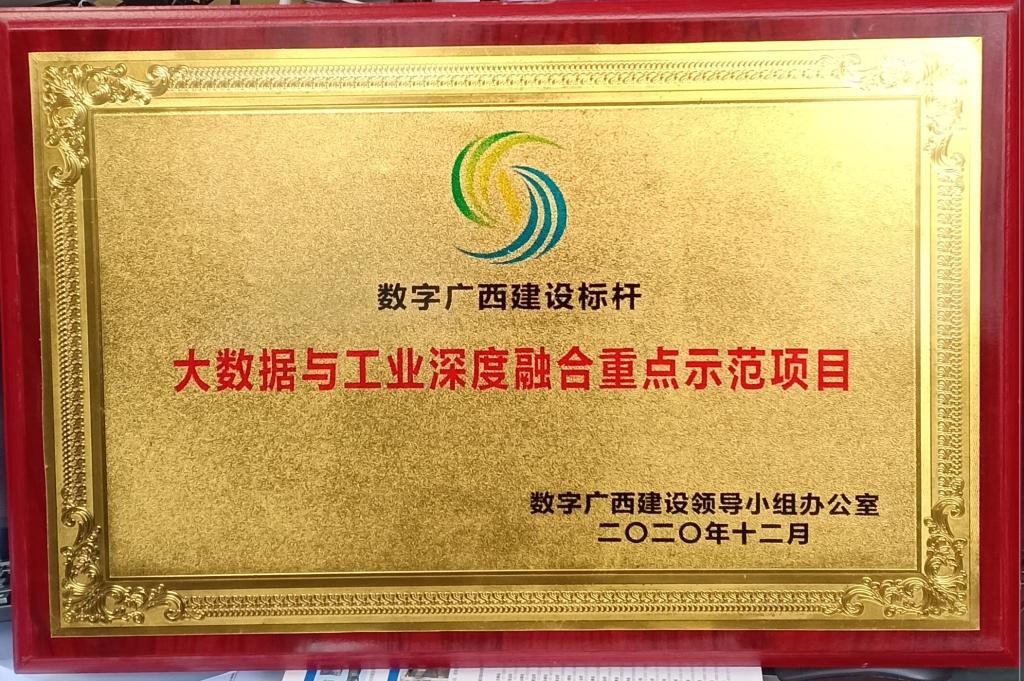 数字广西建设标杆
大数据与工业深度融合重点示范项目
数字广西建设领导小组办公室
二〇二〇年十二月